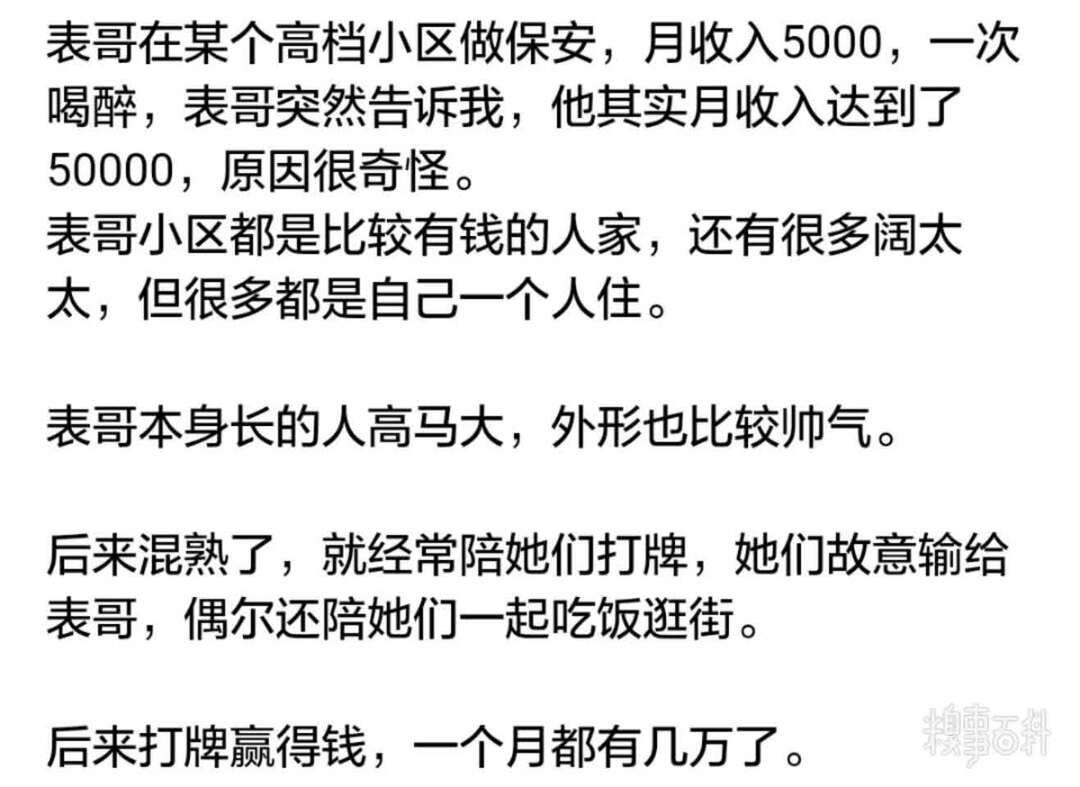 表哥在某个高档小区做保安，月收入5000，一次
喝醉，表哥突然告诉我，他其实月收入达到了
50000，原因很奇怪。
表哥小区都是比较有钱的人家，还有很多阔太
太，但很多都是自己一个人住。
表哥本身长的人高马大，外形也比较帅气。
后来混熟了，就经常陪她们打牌，她们故意输给
表哥，偶尔还陪她们一起吃饭逛街。
后来打牌赢得钱，一个月都有几万了。
糗事百科